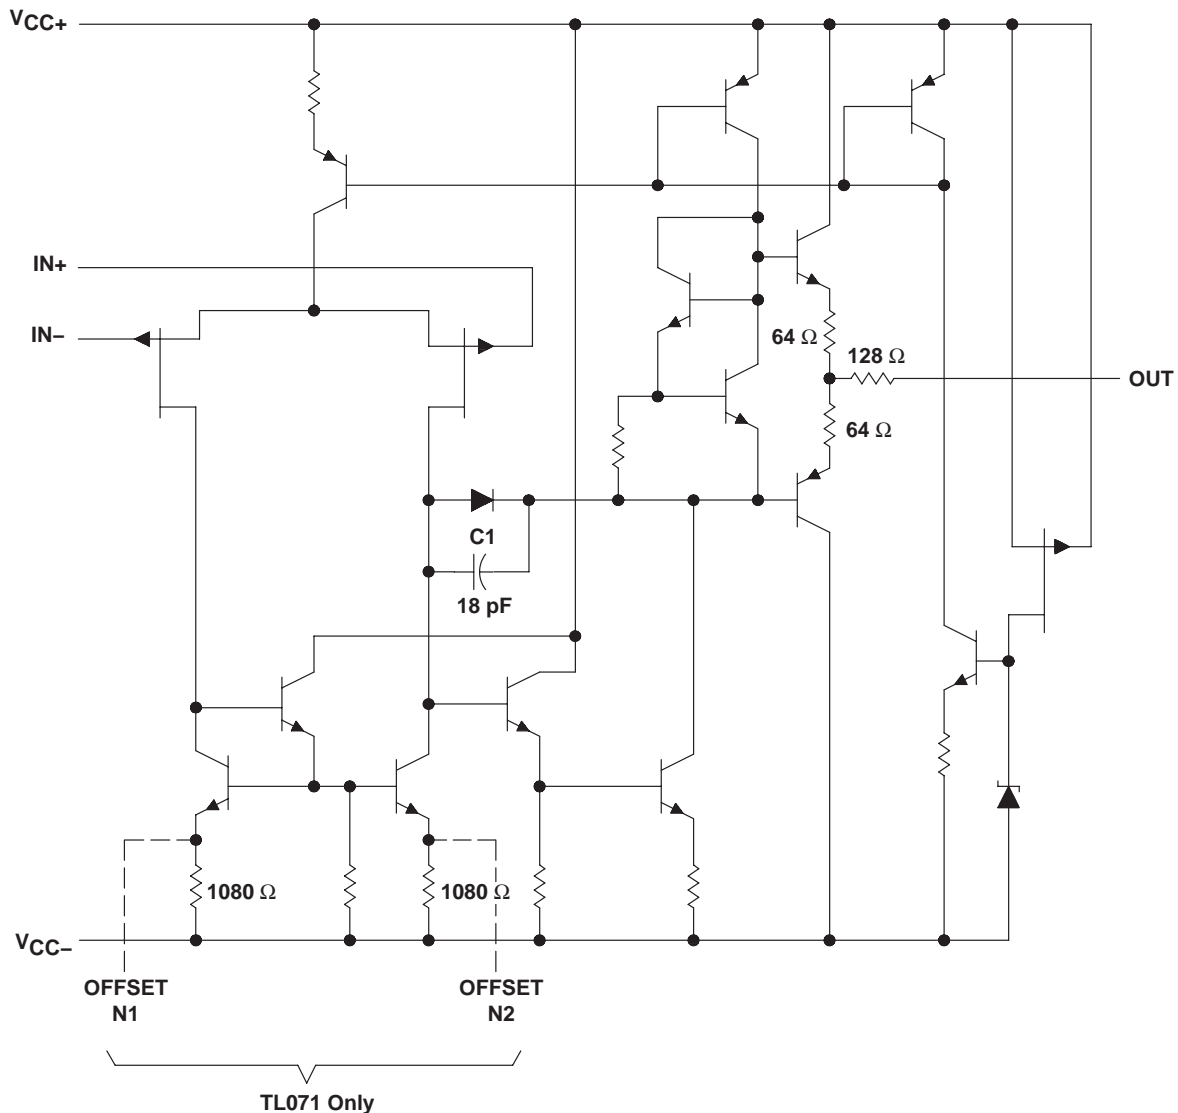 VCC+
IN+
IN−
64 Ω
128 Ω
OUT
64 Ω
C1
18 pF
1080 Ω
1080 Ω
VCC−
OFFSET
N1
OFFSET
N2
TL071 Only